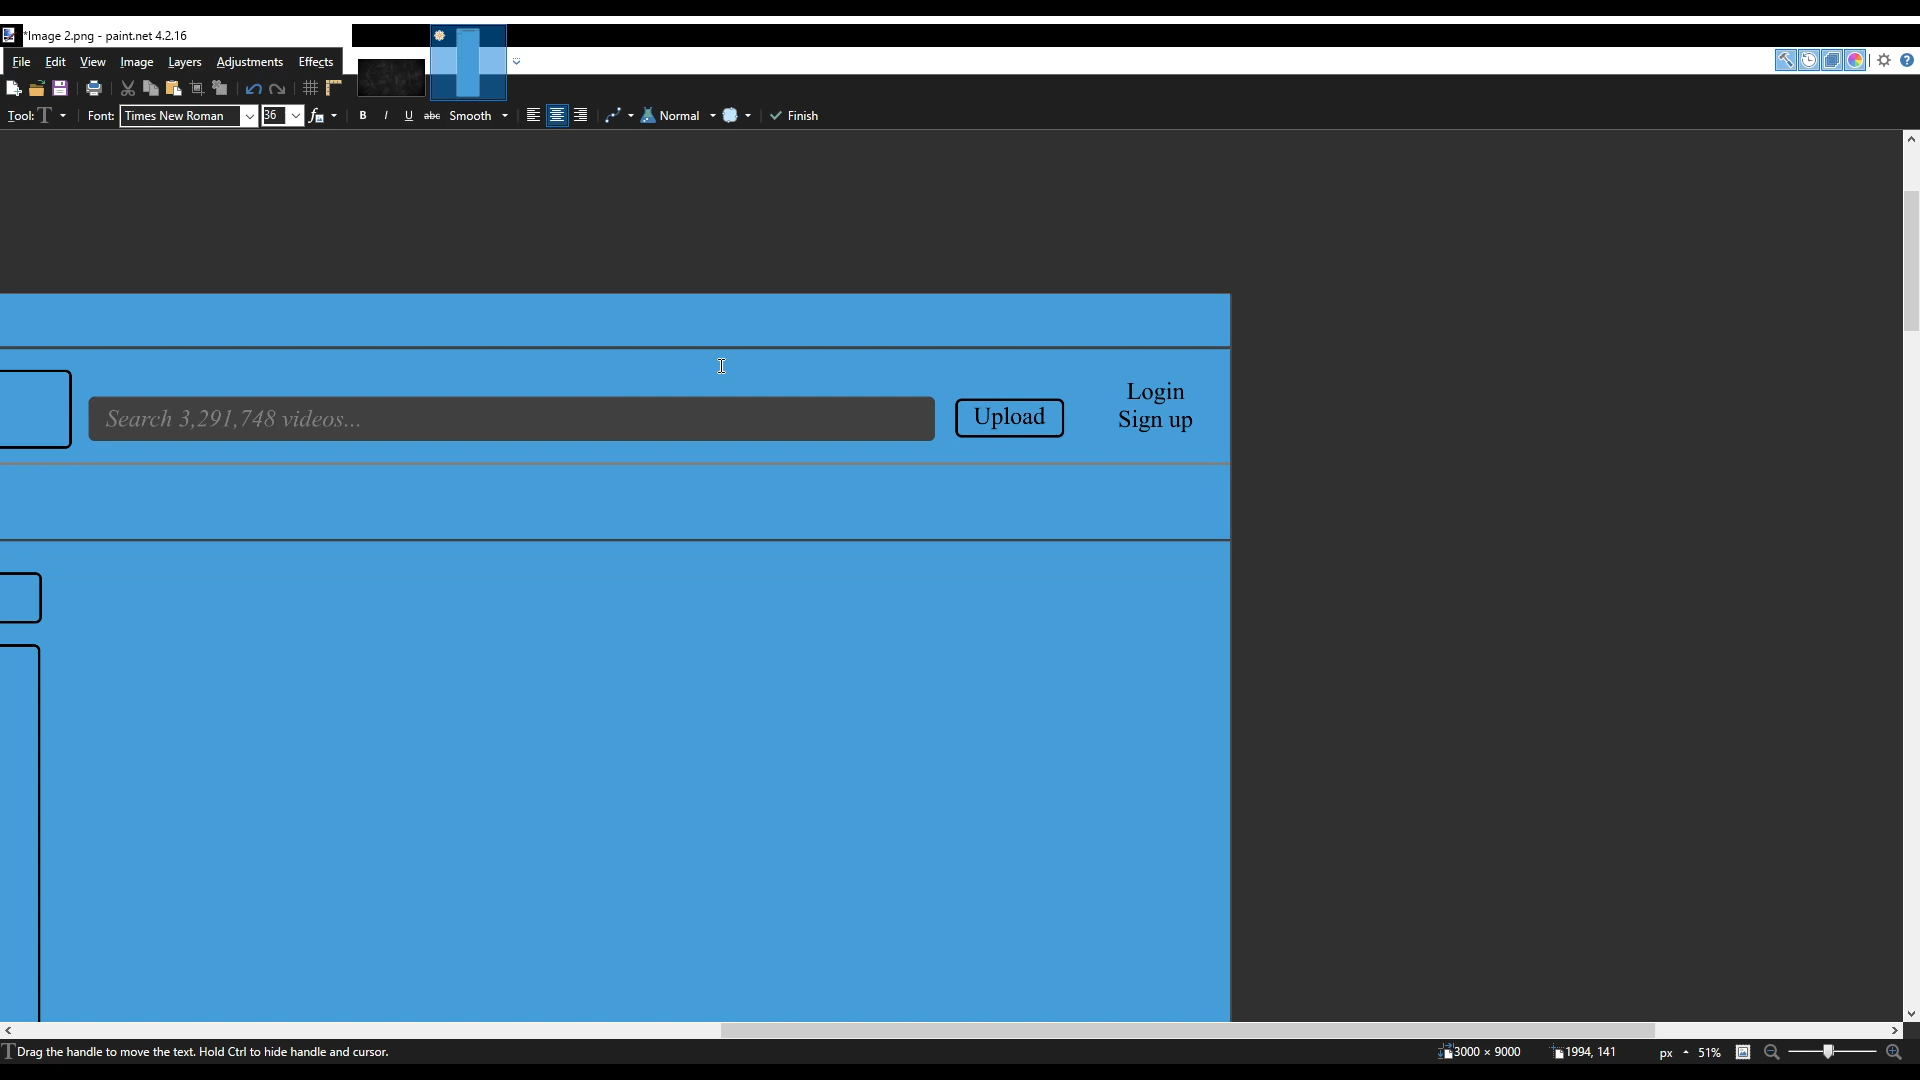 *Image 2.png - paint.net 4.2.16
File Edit View Image Layers Adjustments Effects
Tool: Font: Times New Roman 36 B I U abc Smooth Normal Finish
Login
Search 3,291,748 videos... Upload Sign up
Drag the handle to move the text. Hold Ctrl to hide handle and cursor. 3000 × 9000 1994, 141 px 51%